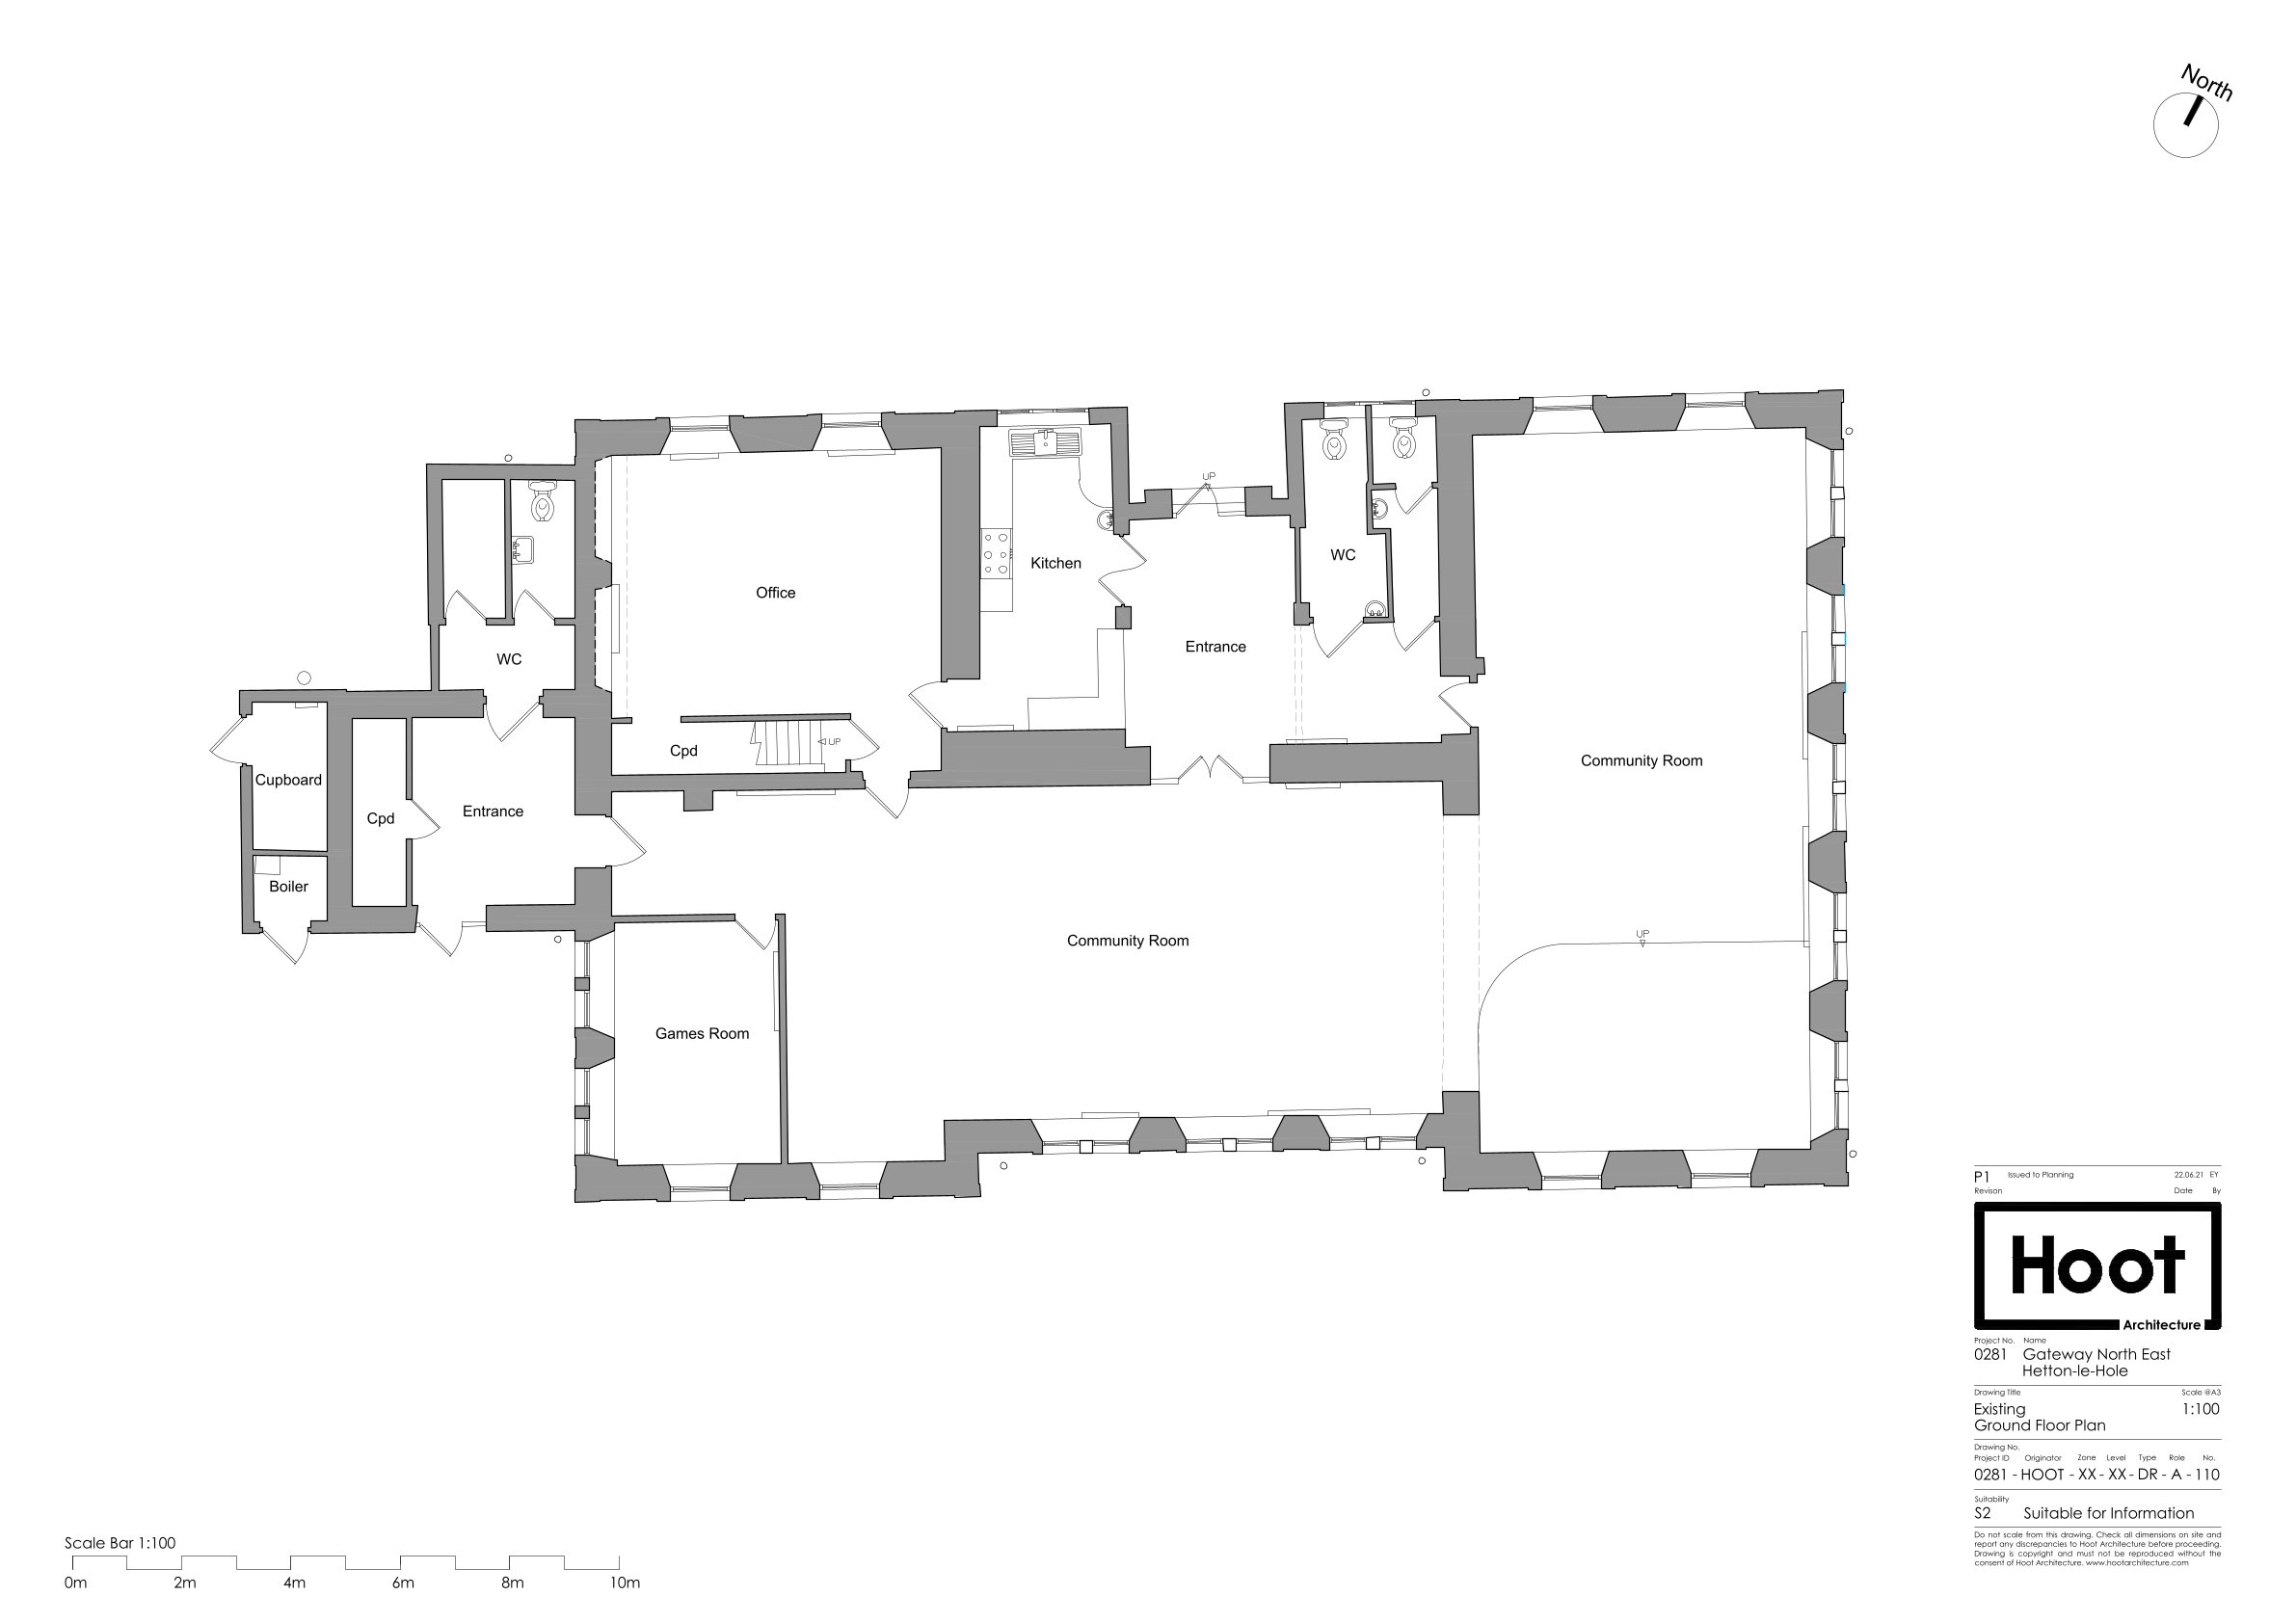 North
UP
Kitchen
WC
Office
Entrance
WC
Cpd
UP
Community Room
Cupboard
Entrance
Cpd
Boiler
Community Room
UP
Games Room
P1 Issued to Planning 22.06.21 EY
Revison Date By
Hoot
Architecture
Project No. Name
0281 Gateway North East
Hetton-le-Hole
Drawing Title Scale @A3
Existing 1:100
Ground Floor Plan
Drawing No.
Project ID Originator Zone Level Type Role No.
0281 - HOOT - XX - XX - DR - A - 110
Suitability
S2 Suitable for Information
Do not scale from this drawing. Check all dimensions on site and
report any discrepancies to Hoot Architecture before proceeding.
Drawing is copyright and must not be reproduced without the
consent of Hoot Architecture. www.hootarchitecture.com
Scale Bar 1:100
0m 2m 4m 6m 8m 10m